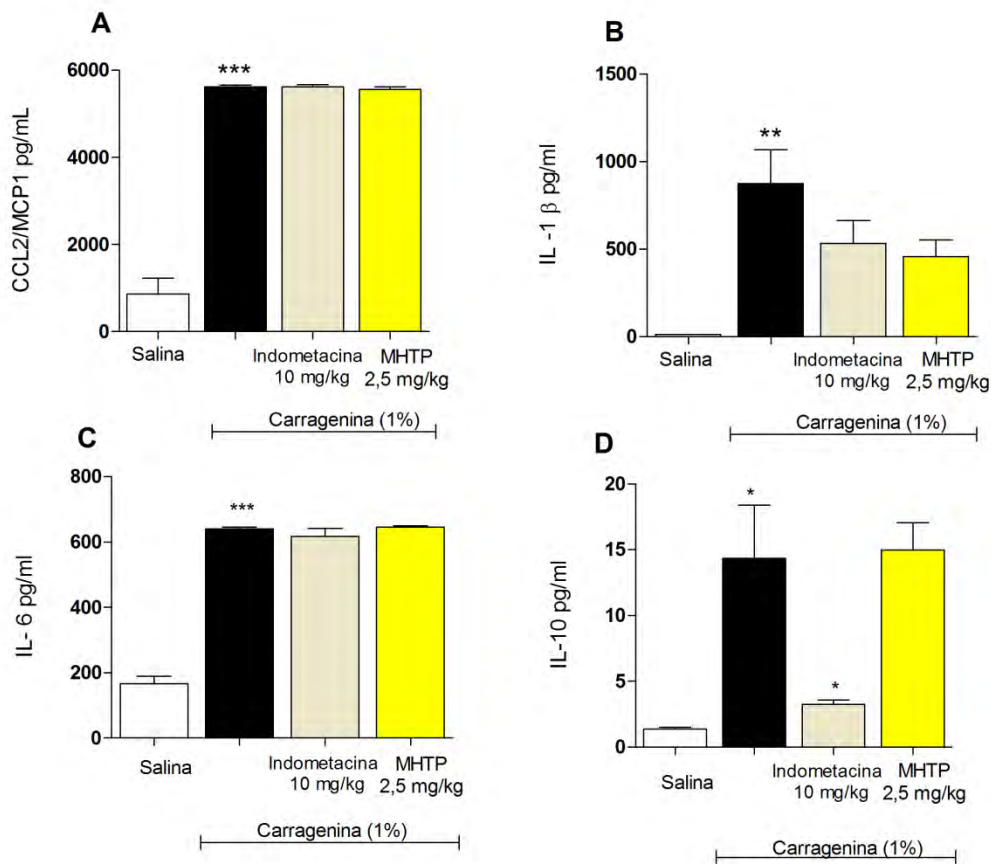 A
CCL2/MCP1 pg/mL
6000
4000
2000
0
***
Salina
Indometacina
10 mg/kg
MHTP
2,5 mg/kg
Carragenina (1%)
B
IL -1 β pg/ml
1500
1000
500
0
**
Salina
Indometacina
10 mg/kg
MHTP
2,5 mg/kg
Carragenina (1%)
C
IL- 6 pg/ml
800
600
400
200
0
***
Salina
Indometacina
10 mg/kg
MHTP
2,5 mg/kg
Carragenina (1%)
D
IL-10 pg/ml
20
15
10
5
0
*
*
Salina
Indometacina
10 mg/kg
MHTP
2,5 mg/kg
Carragenina (1%)